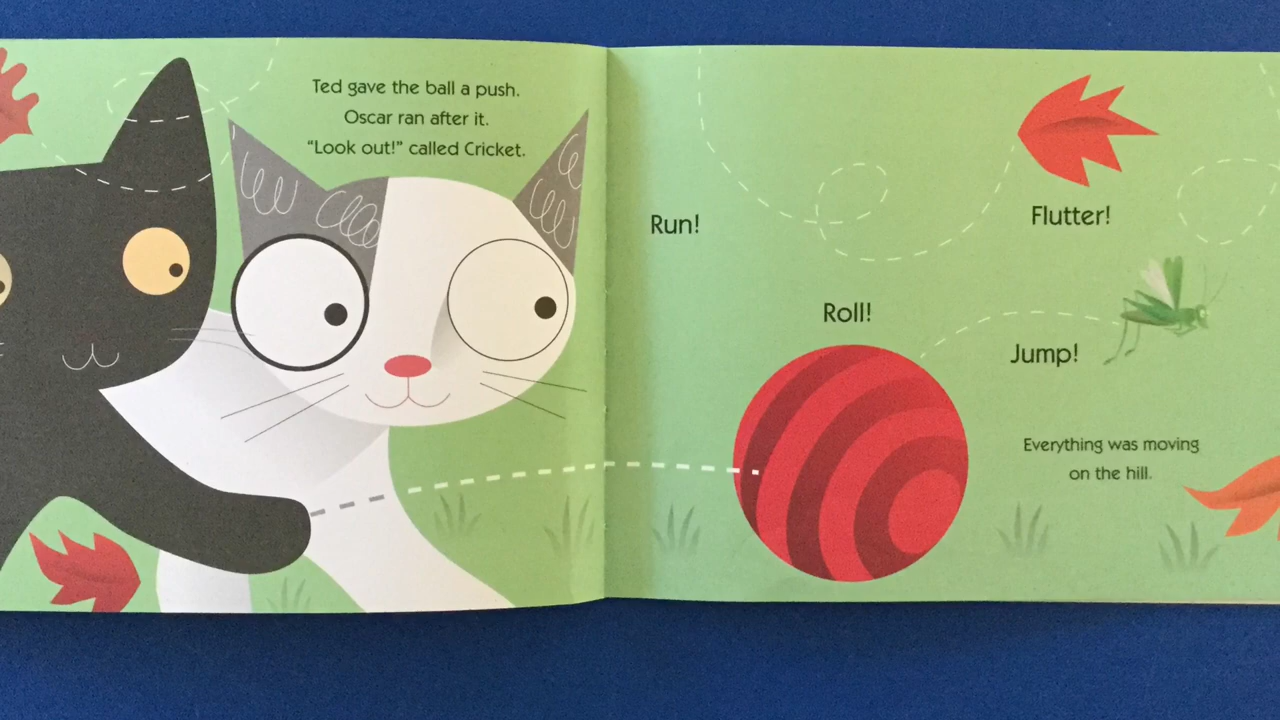 Ted gave the ball a push.
Oscar ran after it.
“Look out!” called Cricket.
Run!
Roll!
Flutter!
Jump!
Everything was moving
on the hill.